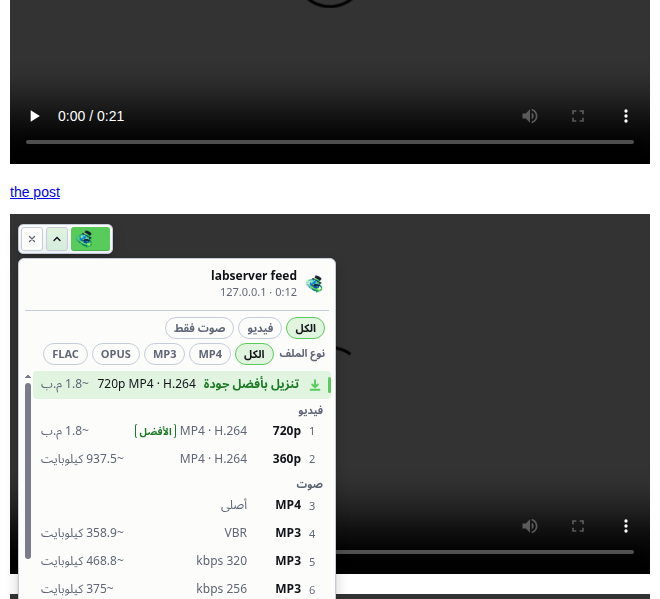 0:00 / 0:21
the post
labserver feed
127.0.0.1 · 0:12
الكل فيديو صوت فقط
نوع الملف الكل MP4 MP3 OPUS FLAC
تنزيل بأفضل جودة 720p MP4 · H.264 ~1.8 م.ب
فيديو
1 720p MP4 · H.264 [الأفضل] ~1.8 م.ب
2 360p MP4 · H.264 ~937.5 كيلوبايت
صوت
3 MP4 أصلي
4 MP3 VBR ~358.9 كيلوبايت
5 MP3 320 kbps ~468.8 كيلوبايت
6 MP3 256 kbps ~375 كيلوبايت